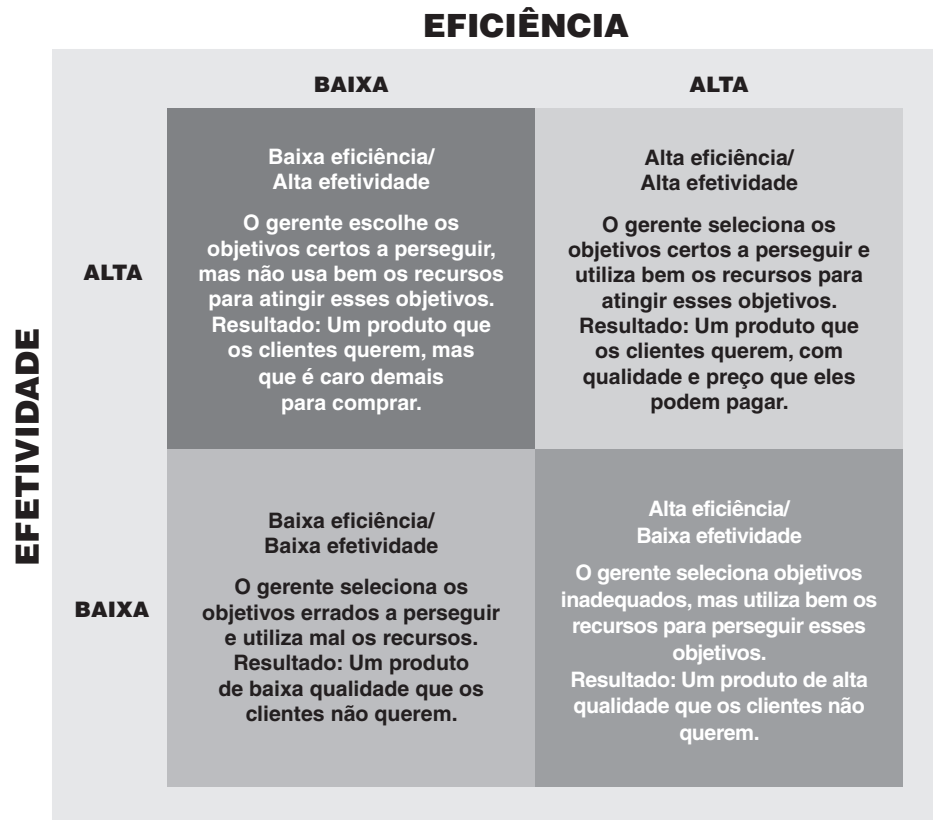 EFICIÊNCIA
BAIXA
ALTA
EFETIVIDADE
ALTA
Baixa eficiência/
Alta efetividade
O gerente escolhe os
objetivos certos a perseguir,
mas não usa bem os recursos
para atingir esses objetivos.
Resultado: Um produto que
os clientes querem, mas
que é caro demais
para comprar.
Alta eficiência/
Alta efetividade
O gerente seleciona os
objetivos certos a perseguir e
utiliza bem os recursos para
atingir esses objetivos.
Resultado: Um produto que
os clientes querem, com
qualidade e preço que eles
podem pagar.
BAIXA
Baixa eficiência/
Baixa efetividade
O gerente seleciona os
objetivos errados a perseguir
e utiliza mal os recursos.
Resultado: Um produto
de baixa qualidade que os
clientes não querem.
Alta eficiência/
Baixa efetividade
O gerente seleciona objetivos
inadequados, mas utiliza bem os
recursos para perseguir esses
objetivos.
Resultado: Um produto de alta
qualidade que os clientes não
querem.